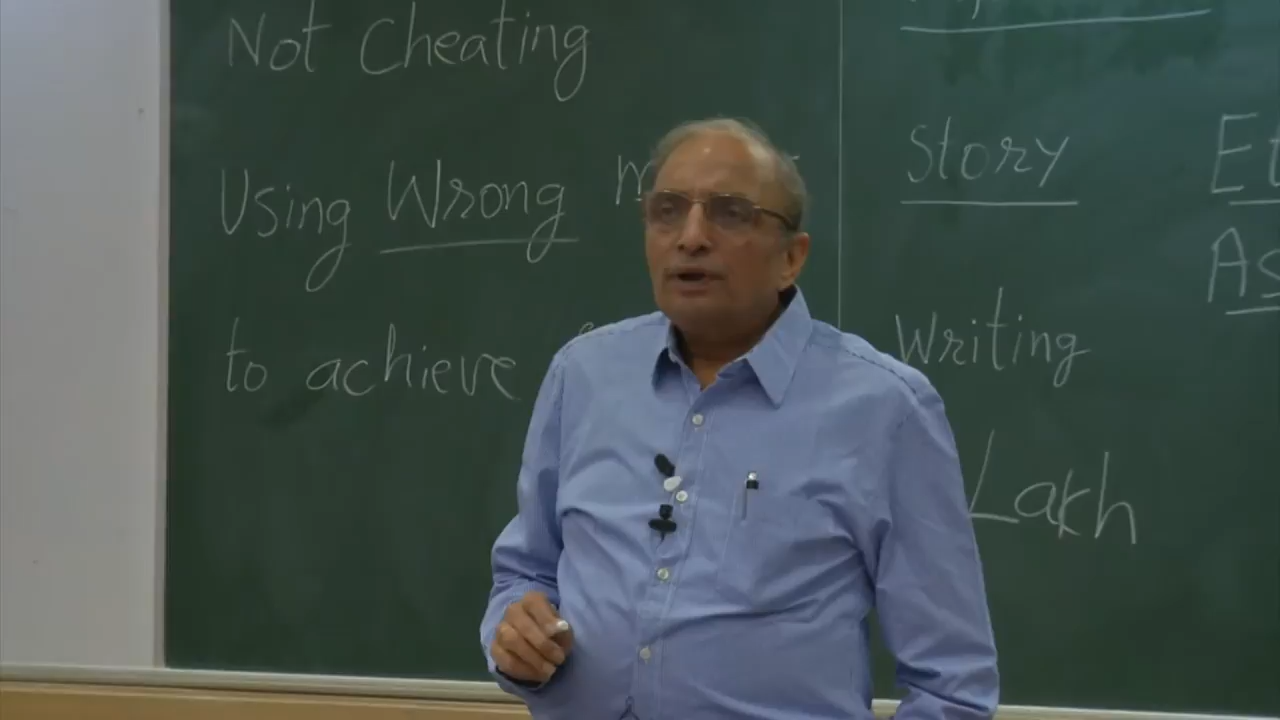 Not Cheating
Using Wrong
to achieve
Story
Writing
Lakh